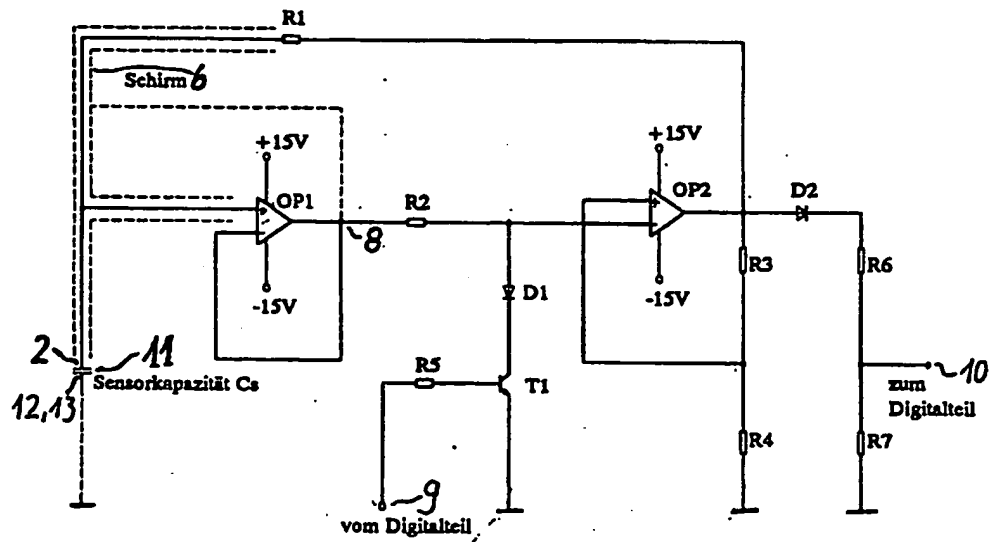 R1
Schirm 6
+15V
+15V
OP1
R2
OP2
D2
8
R3
R6
-15V
D1
-15V
2
11
Sensorkapazität Cs
R5
T1
10
12,13
zum
Digitalteil
R4
R7
9
vom Digitalteil